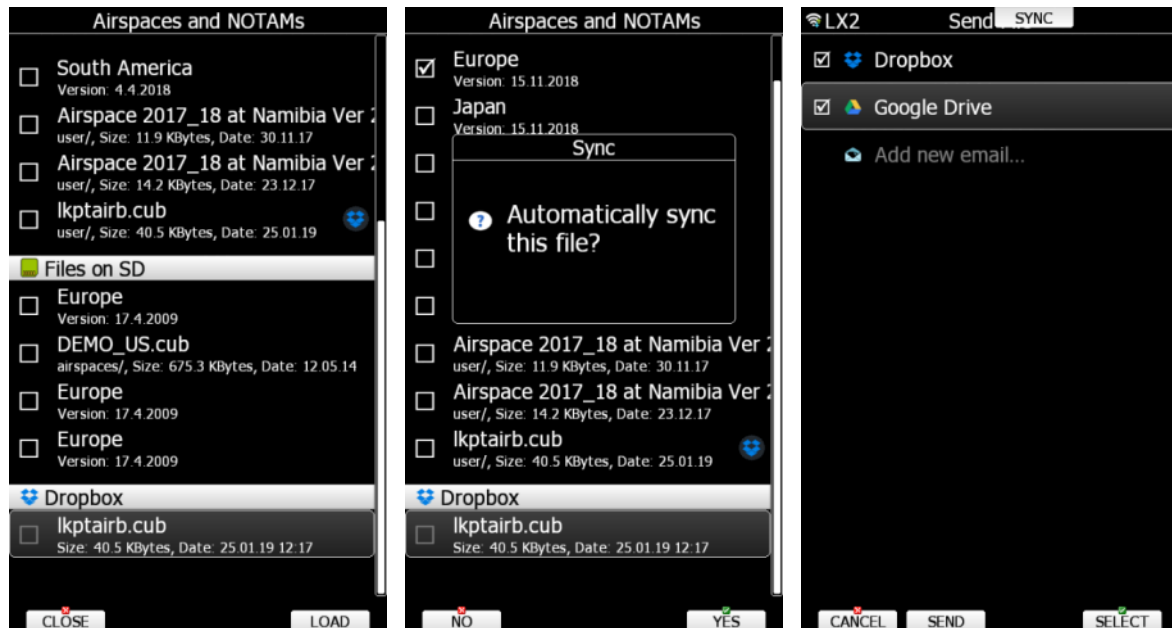 Airspaces and NOTAMs
South America
Version: 4.4.2018
Airspace 2017_18 at Namibia Ver
user/, Size: 11.9 KBytes, Date: 30.11.17
Airspace 2017_18 at Namibia Ver
user/, Size: 14.2 KBytes, Date: 23.12.17
lkptairb.cub
user/, Size: 40.5 KBytes, Date: 25.01.19
Files on SD
Europe
Version: 17.4.2009
DEMO_US.cub
airspaces/, Size: 675.3 KBytes, Date: 12.05.14
Europe
Version: 17.4.2009
Europe
Version: 17.4.2009
Dropbox
lkptairb.cub
Size: 40.5 KBytes, Date: 25.01.19 12:17
CLOSE LOAD
Airspaces and NOTAMs
Europe
Version: 15.11.2018
Japan
Version: 15.11.2018
Sync
Automatically sync
this file?
Airspace 2017_18 at Namibia Ver
user/, Size: 11.9 KBytes, Date: 30.11.17
Airspace 2017_18 at Namibia Ver
user/, Size: 14.2 KBytes, Date: 23.12.17
lkptairb.cub
user/, Size: 40.5 KBytes, Date: 25.01.19
Dropbox
lkptairb.cub
Size: 40.5 KBytes, Date: 25.01.19 12:17
NO YES
LX2 Send SYNC
Dropbox
Google Drive
Add new email...
CANCEL SEND SELECT